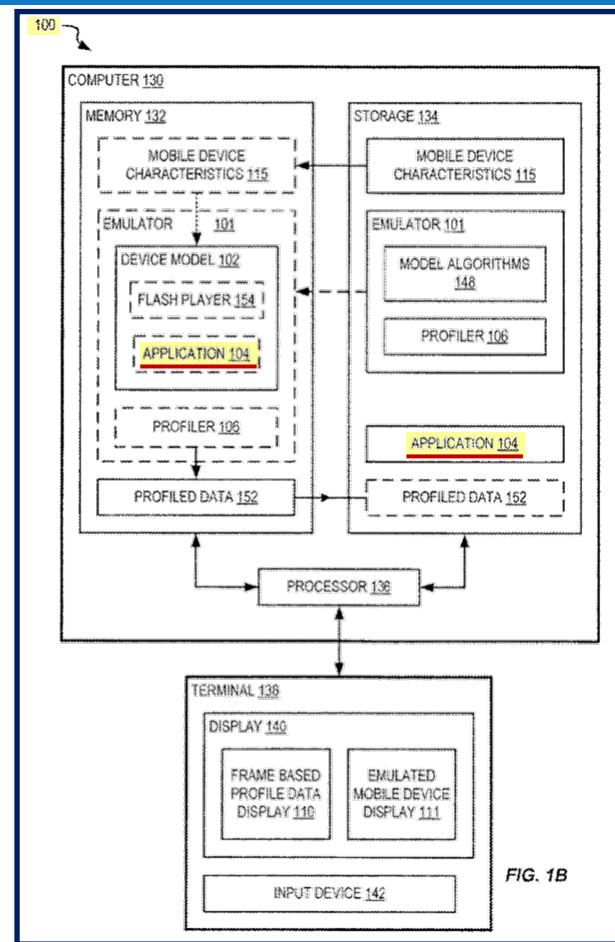 100
COMPUTER 130
MEMORY 132
MOBILE DEVICE
CHARACTERISTICS 115
EMULATOR 101
DEVICE MODEL 102
FLASH PLAYER 154
APPLICATION 104
PROFILER 106
PROFILED DATA 152
STORAGE 134
MOBILE DEVICE
CHARACTERISTICS 115
EMULATOR 101
MODEL ALGORITHMS
148
PROFILER 106
APPLICATION 104
PROFILED DATA 152
PROCESSOR 136
TERMINAL 138
DISPLAY 140
FRAME BASED
PROFILE DATA
DISPLAY 110
EMULATED
MOBILE DEVICE
DISPLAY 111
INPUT DEVICE 142
FIG. 1B